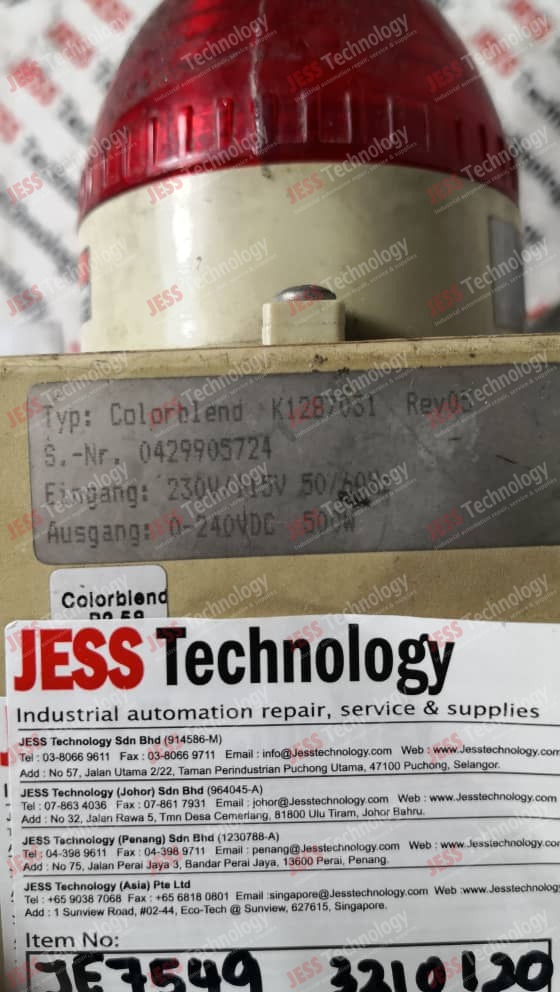 Typ: Colorblend K1287031 Rev05
S.-Nr. 0429905724
Eingang: 230V/115V 50/60H
Ausgang: 0-240VDC 500W
Colorblend
JESS Technology
Industrial automation repair, service & supplies
JESS Technology Sdn Bhd (914586-M)
Tel : 03-8066 9611 Fax : 03-8066 9711 Email : info@Jesstechnology.com Web : www.Jesstechnology.com
Add : No 57, Jalan Utama 2/22, Taman Perindustrian Puchong Utama, 47100 Puchong, Selangor.
JESS Technology (Johor) Sdn Bhd (964045-A)
Tel : 07-863 4036 Fax : 07-861 7931 Email : johor@Jesstechnology.com Web : www.Jesstechnology.com
Add : No 32, Jalan Rawa 5, Tmn Desa Cemerlang, 81800 Ulu Tiram, Johor Bahru.
JESS Technology (Penang) Sdn Bhd (1230788-A)
Tel : 04-398 9611 Fax : 04-398 9711 Email : penang@Jesstechnology.com Web : www.Jesstechnology.com
Add : No 75, Jalan Perai Jaya 3, Bandar Perai Jaya, 13600 Perai, Penang.
JESS Technology (Asia) Pte Ltd
Tel : +65 9038 7068 Fax : +65 6818 0801 Email :singapore@Jesstechnology.com Web :www.Jesstechnology
Add : 1 Sunview Road, #02-44, Eco-Tech @ Sunview, 627615, Singapore.
Item No:
JE7549 3210120